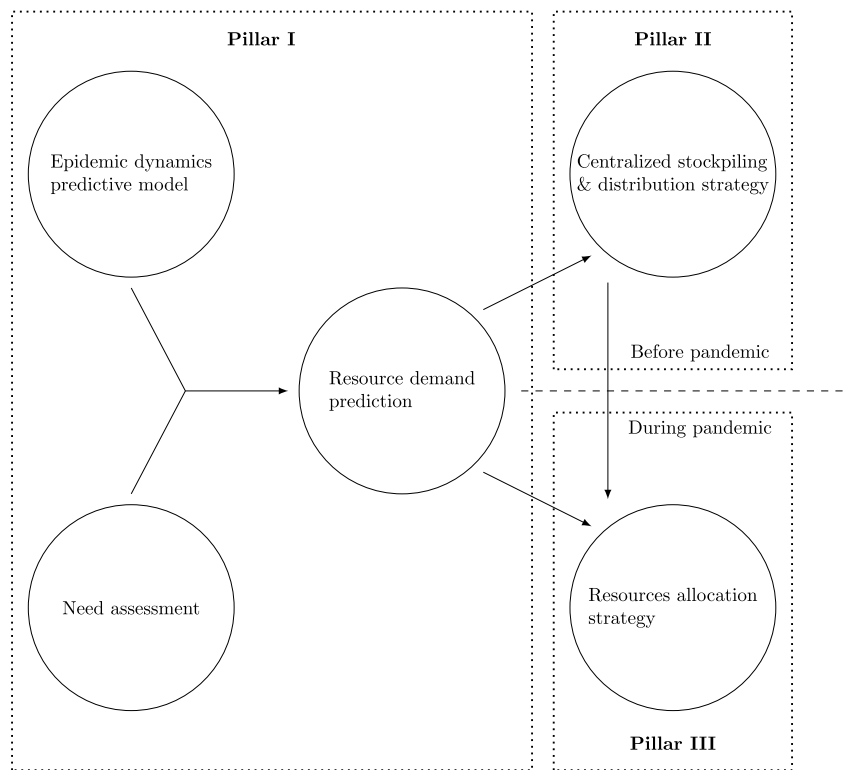 Pillar I
Pillar II
Epidemic dynamics
predictive model
Centralized stockpiling
& distribution strategy
Before pandemic
Resource demand
prediction
During pandemic
Need assessment
Resources allocation
strategy
Pillar III